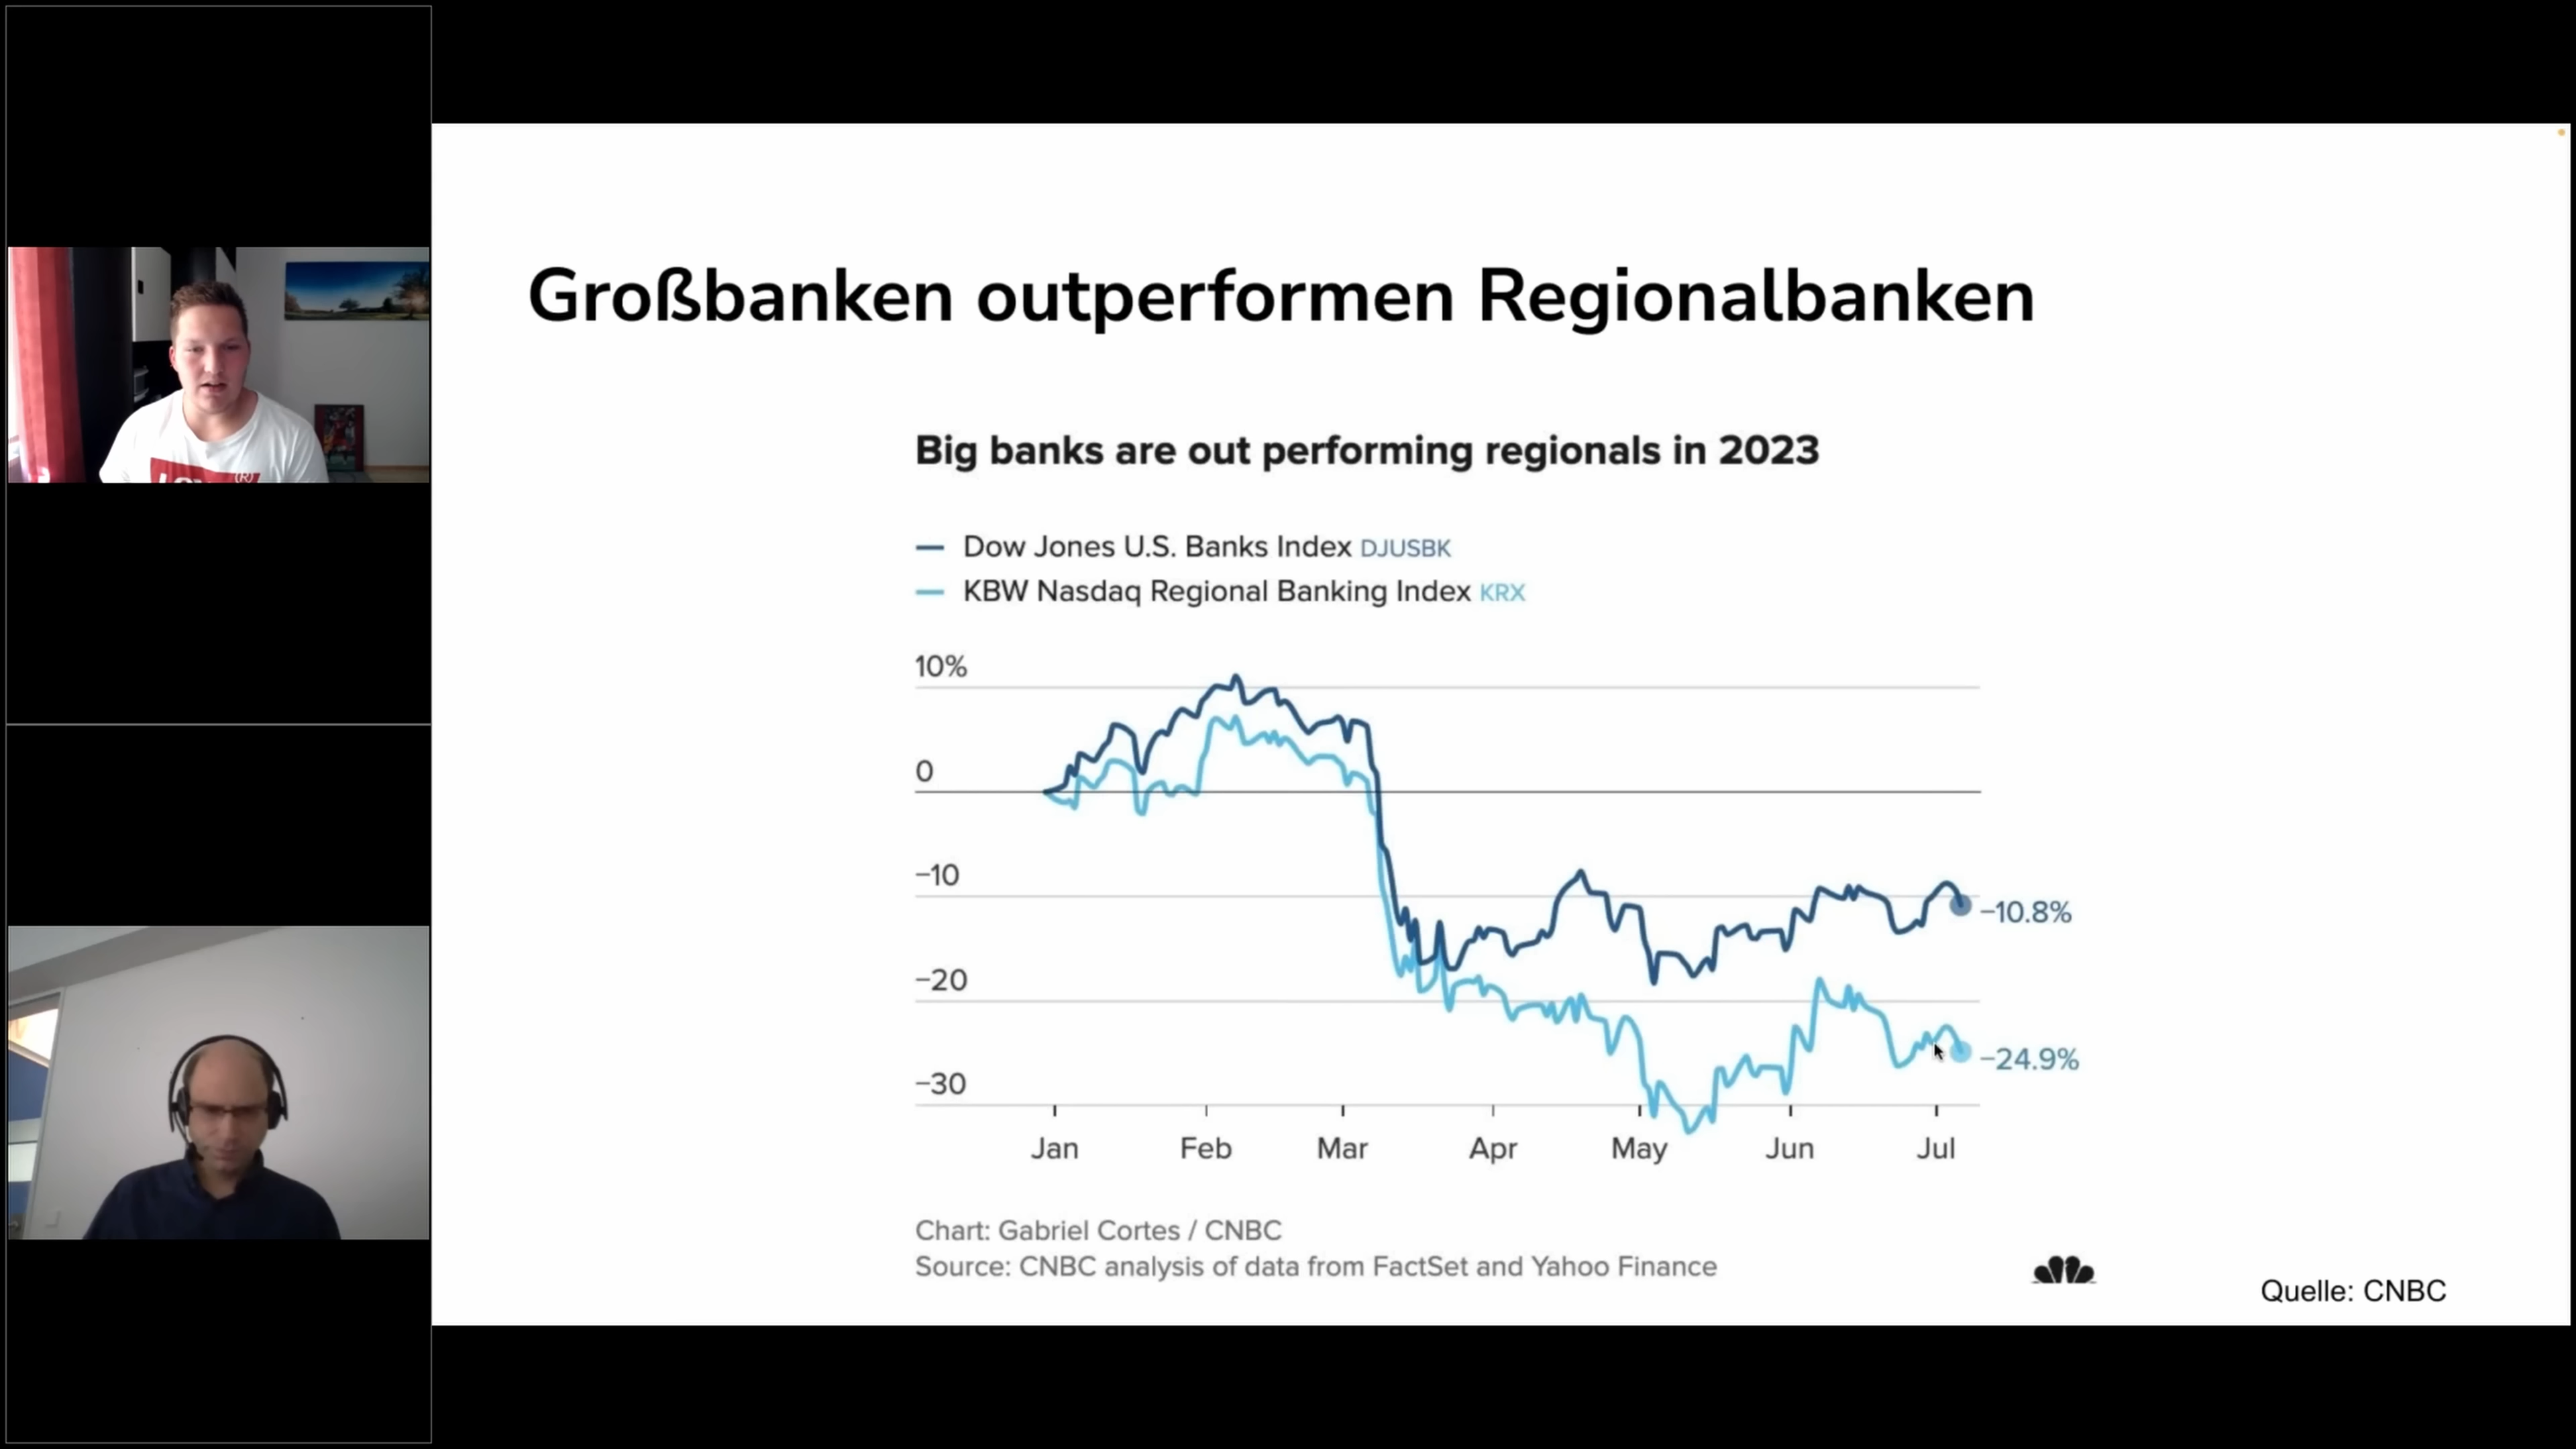 Großbanken outperformen Regionalbanken
Big banks are out performing regionals in 2023
Dow Jones U.S. Banks Index DJUSBK
KBW Nasdaq Regional Banking Index KRX
10%
0
−10
−20
−30
−10.8%
−24.9%
Jan Feb Mar Apr May Jun Jul
Chart: Gabriel Cortes / CNBC
Source: CNBC analysis of data from FactSet and Yahoo Finance
Quelle: CNBC